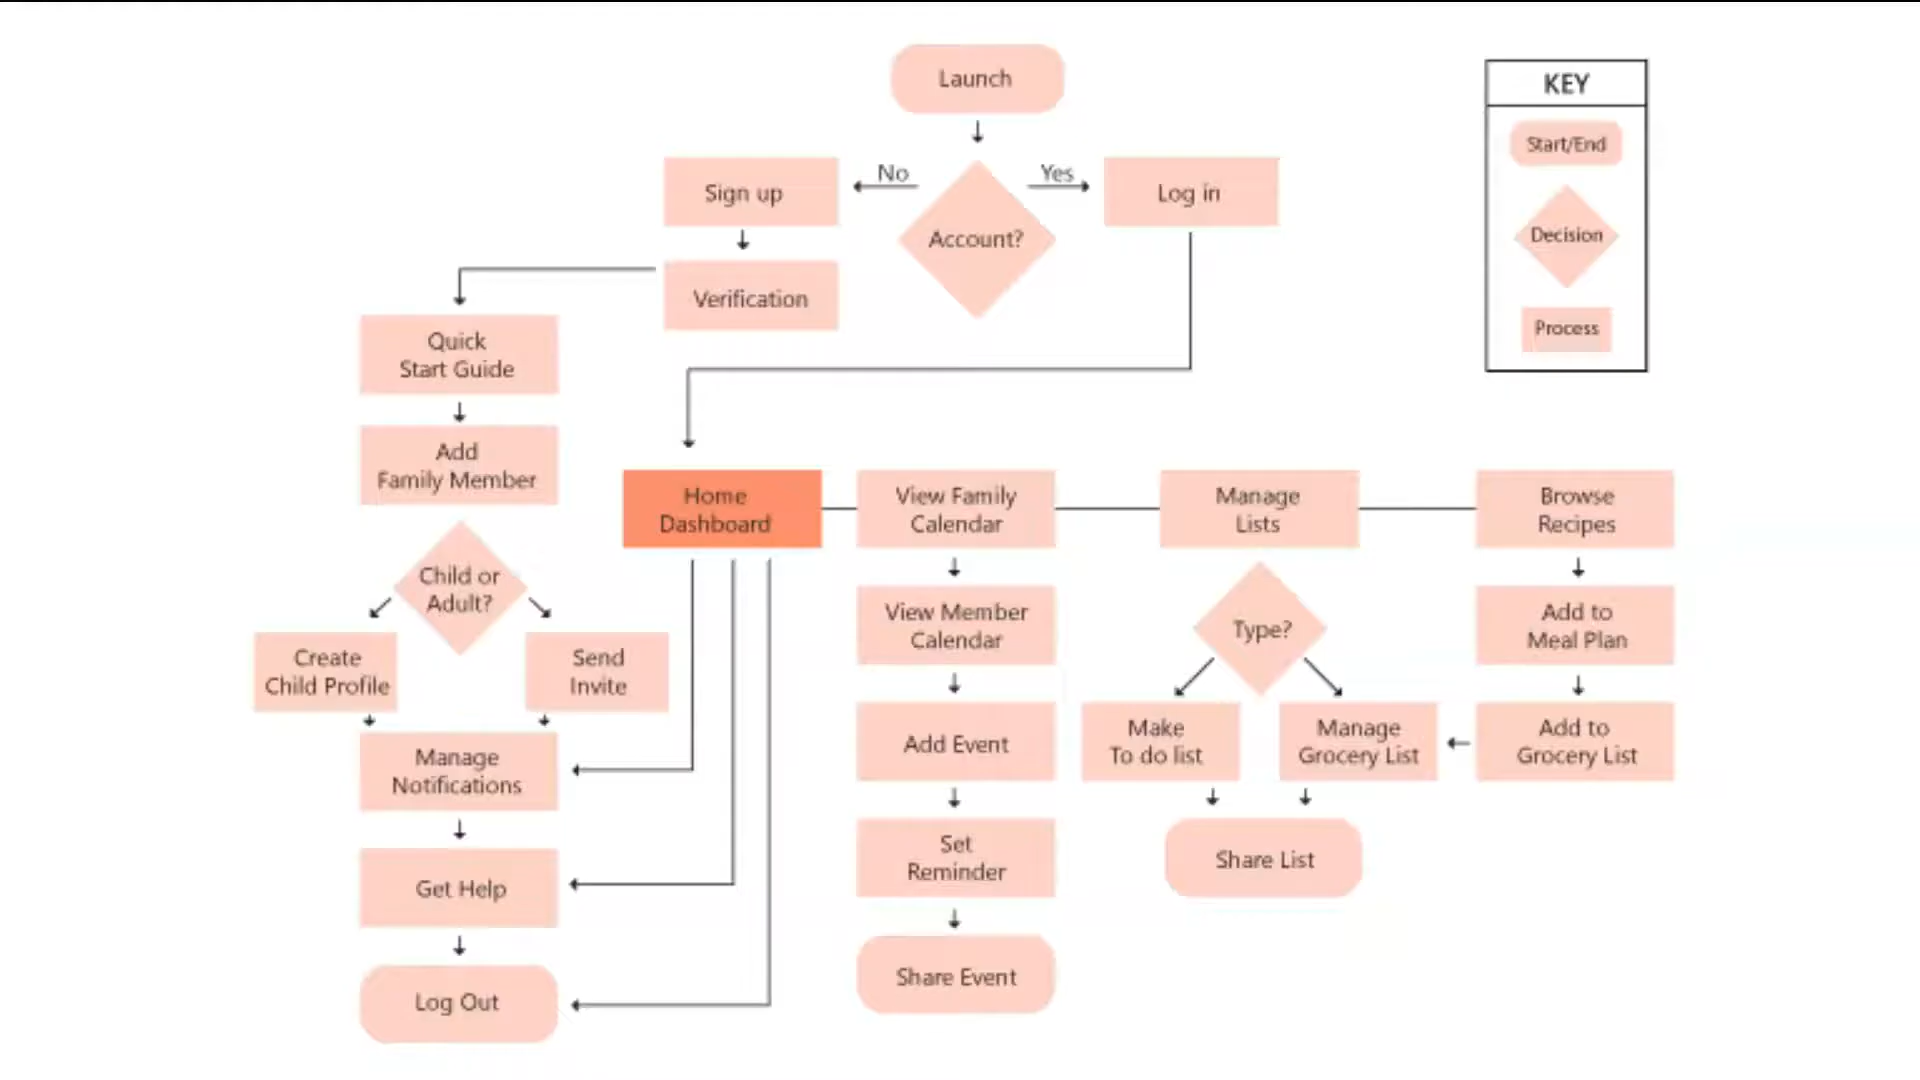 Launch
KEY
Start/End
Decision
Process
No
Yes
Sign up
Account?
Log in
Verification
Quick
Start Guide
Add
Family Member
Child or
Adult?
Create
Child Profile
Send
Invite
Manage
Notifications
Get Help
Log Out
Home
Dashboard
View Family
Calendar
View Member
Calendar
Add Event
Set
Reminder
Share Event
Manage
Lists
Type?
Make
To do list
Manage
Grocery List
Share List
Browse
Recipes
Add to
Meal Plan
Add to
Grocery List